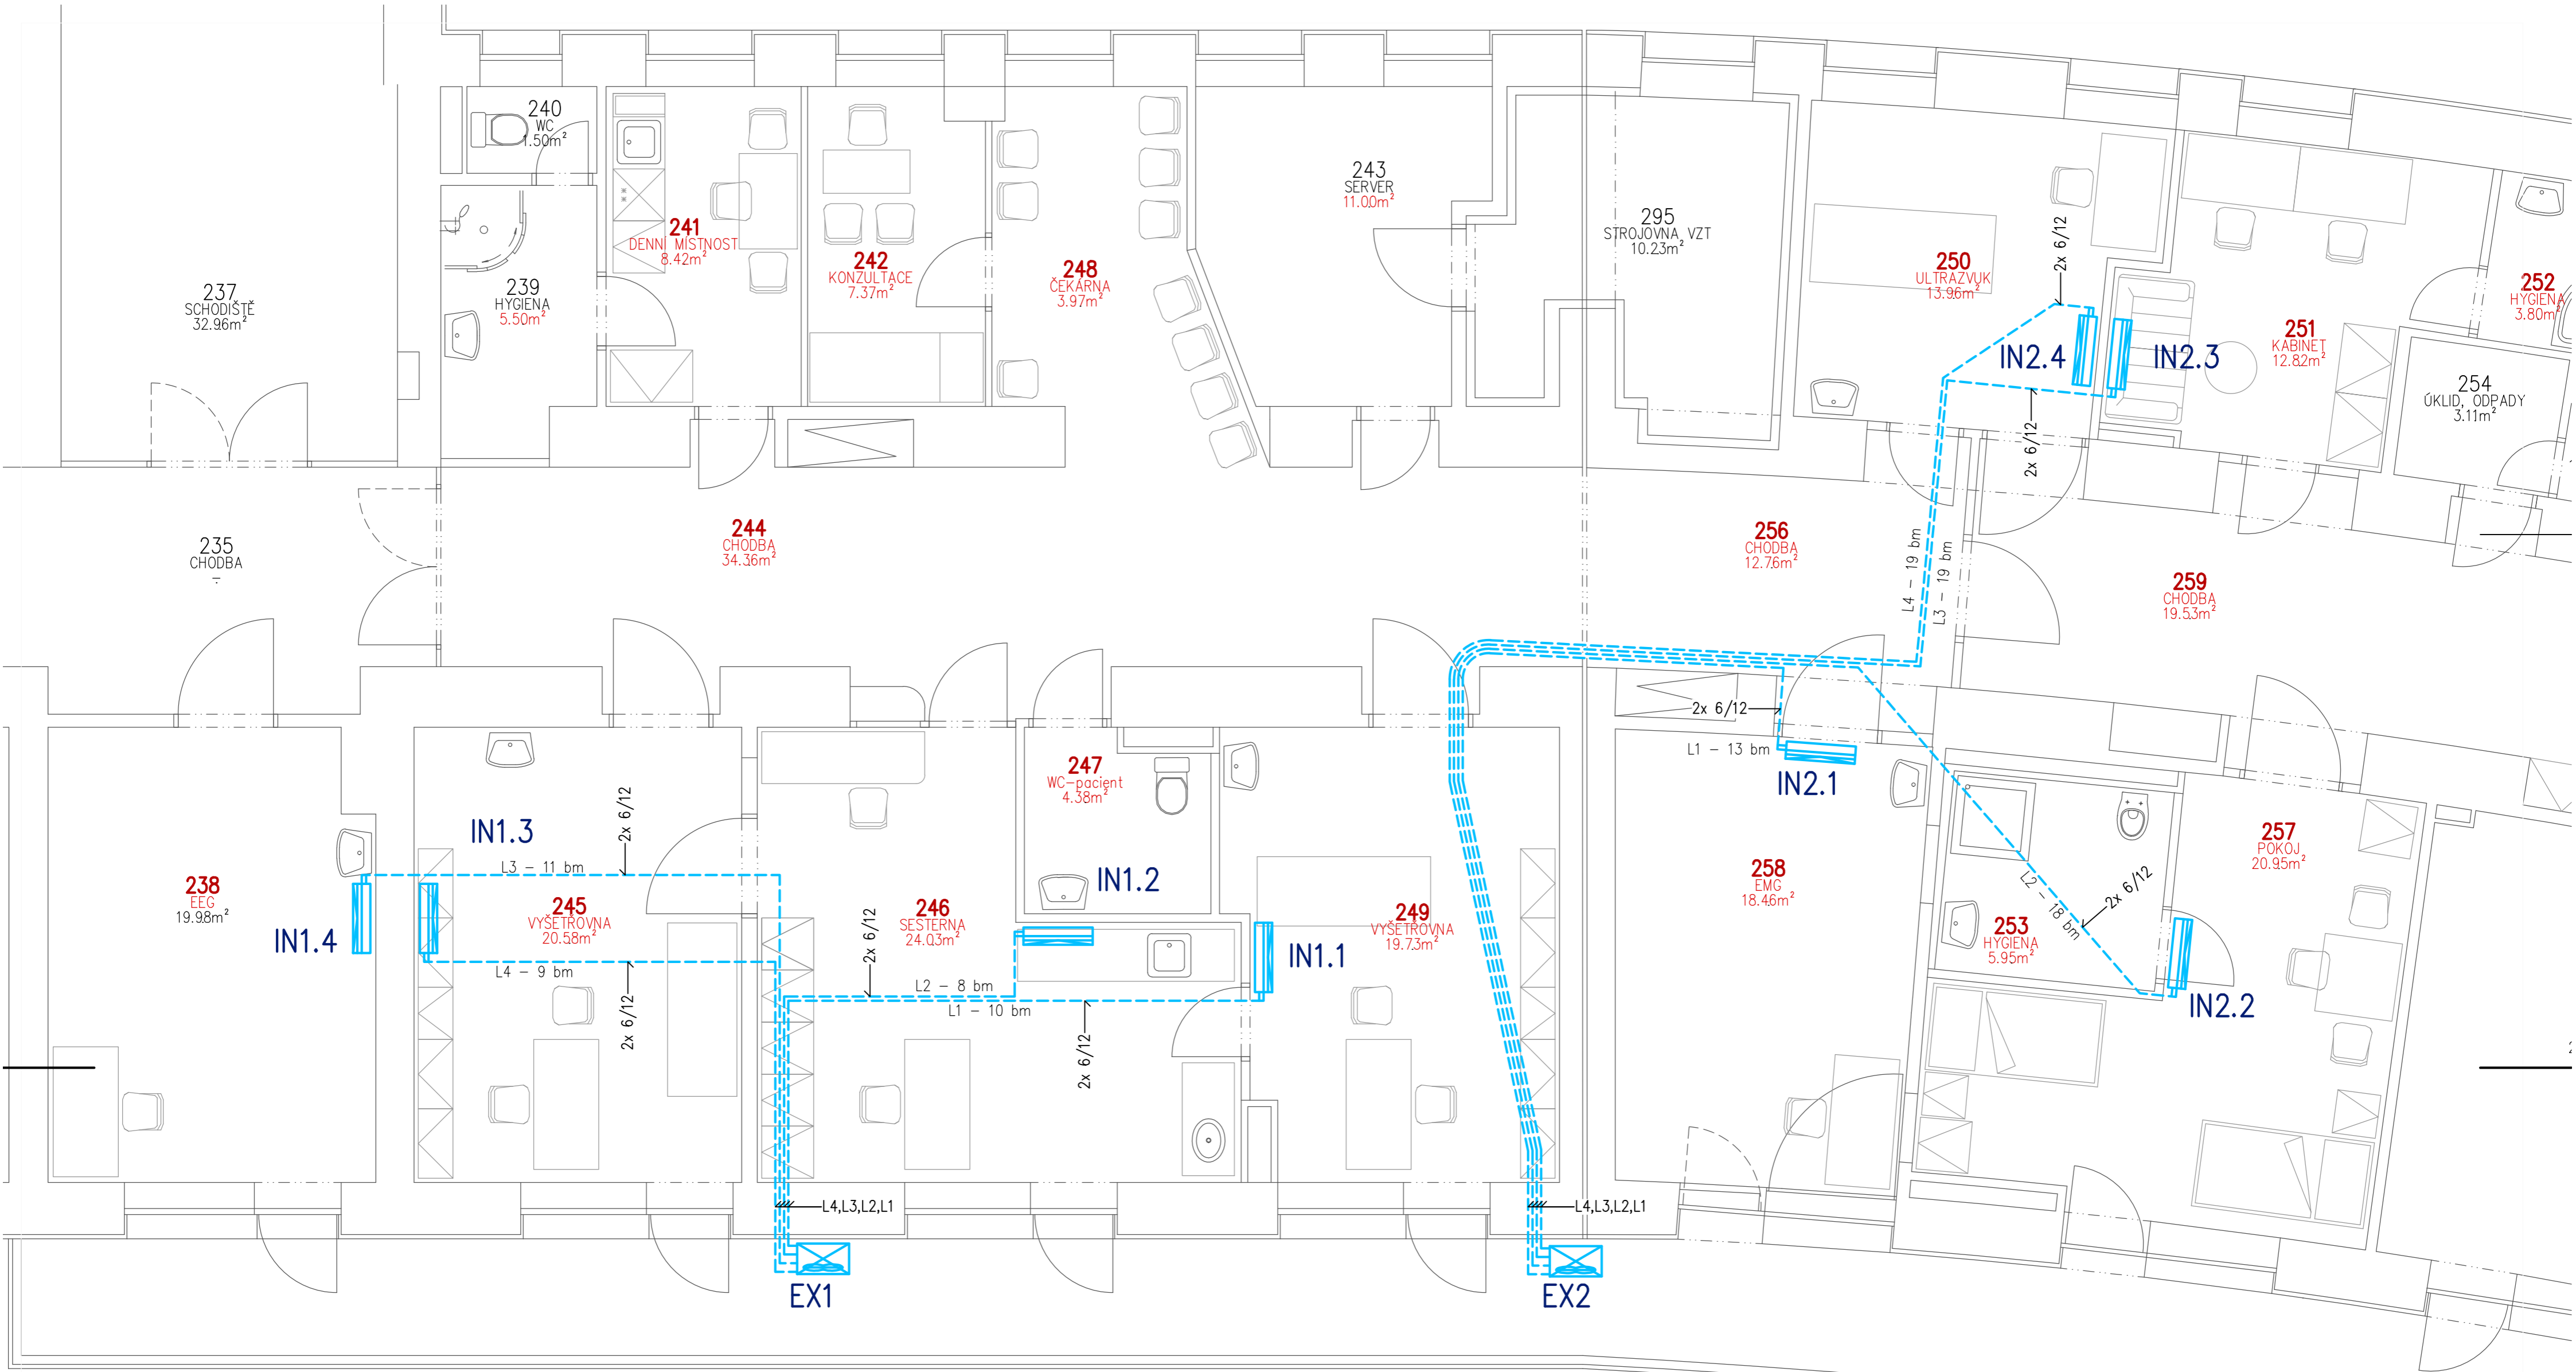 240
WC
1.50m²
241
DENNÍ MÍSTNOST
8.42m²
242
KONZULTACE
7.37m²
248
ČEKÁRNA
3.97m²
243
SERVER
11.00m²
295
STROJOVNA VZT
10.23m²
250
ULTRAZVUK
13.96m²
2x 6/12
IN2.4
IN2.3
251
KABINET
12.82m²
252
HYGIENA
3.80m²
254
ÚKLID, ODPADY
3.11m²
237
SCHODIŠTĚ
32.96m²
239
HYGIENA
5.50m²
2x 6/12
235
CHODBA
-
244
CHODBA
34.36m²
256
CHODBA
12.76m²
L4 - 19 bm
L3 - 19 bm
259
CHODBA
19.53m²
2x 6/12
L1 - 13 bm
IN2.1
247
WC-pacient
4.38m²
IN1.3
2x 6/12
L3 - 11 bm
IN1.2
238
EEG
19.98m²
IN1.4
245
VYŠETŘOVNA
20.58m²
L4 - 9 bm
2x 6/12
246
SESTERNA
24.03m²
2x 6/12
L2 - 8 bm
L1 - 10 bm
2x 6/12
IN1.1
249
VYŠETŘOVNA
19.73m²
258
EMG
18.46m²
257
POKOJ
20.95m²
L2 - 18 bm
2x 6/12
253
HYGIENA
5.95m²
IN2.2
L4,L3,L2,L1
L4,L3,L2,L1
EX1
EX2